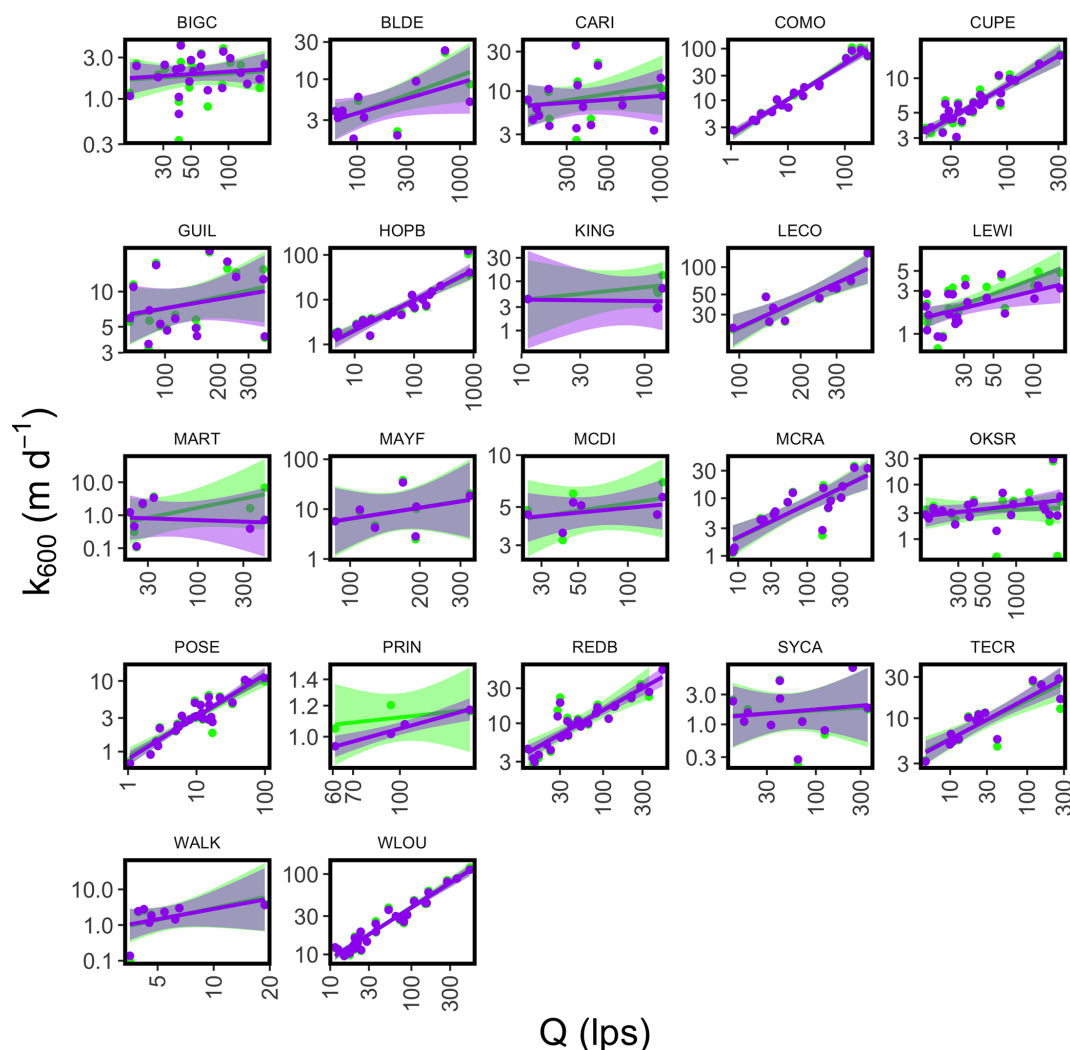 BIGC BLDE CARI COMO CUPE
3.0 1.0 0.3
10 3
30 10 3
100 30 10 3
10 5 3
30 50 100
100 300 1000
300 500 1000
1 10 100
30 100 300
GUIL HOPB KING LECO LEWI
10 5 3
100 10 1
30 10 3 1
100 50 30
5 3 1
100 200 300
10 100 1000
10 30 100
100 200 300
30 50 100
MART MAYF MCDI MCRA OKSR
10.0 1.0 0.1
100 10 1
10 5 3
30 10 3 1
30 10 3 1
30 100 300
100 200 300
30 50 100
10 30 100 300
300 500 1000
POSE PRIN REDB SYCA TECR
10 3 1
1.4 1.2 1.0
30 10 3
3.0 1.0 0.3
30 10 3
1 10 100
60 70 100
30 100 300
30 100 300
10 30 100 300
WALK WLOU
10.0 1.0 0.1
100 30 10
5 10 20
10 30 100 300
k600 (m d−1)
Q (lps)